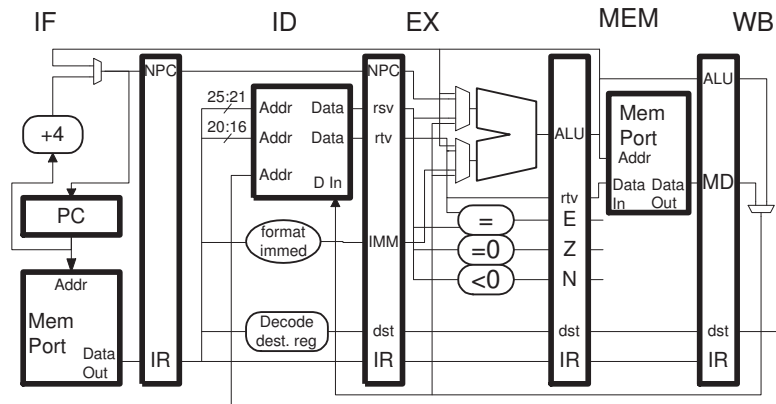 IF
ID
EX
MEM
WB
+4
PC
Addr
Mem
Port
Data
Out
NPC
IR
25:21
20:16
Addr
Data
Addr
Data
Addr
D In
format
immed
Decode
dest. reg
NPC
rsv
rtv
IMM
dst
IR
=
=0
<0
ALU
rtv
E
Z
N
dst
IR
Mem
Port
Addr
Data
In
Data
Out
ALU
MD
dst
IR